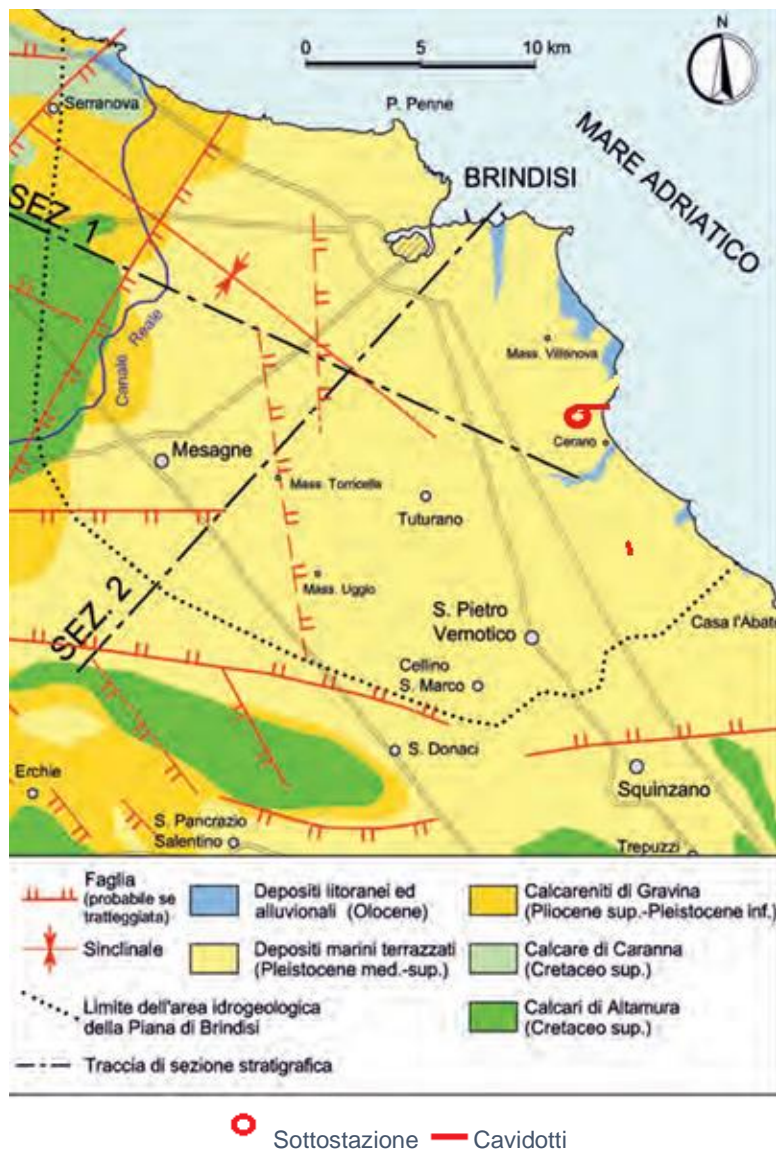 N
0 5 10 km
Serranova
P. Penne
MARE ADRIATICO
BRINDISI
SEZ. 1
Canale Reale
Mass. Villanova
Cerano
Mesagne
Mass. Torricella
Tuturano
Mass. Uggio
SEZ. 2
S. Pietro
Vernotico
Casa l'Abate
Cellino
S. Marco
S. Donaci
Erchie
Squinzano
S. Pancrazio
Salentino
Trepuzzi
Faglia
(probabile se
tratteggiata)
Sinclinale
Limite dell'area idrogeologica
della Piana di Brindisi
Traccia di sezione stratigrafica
Depositi litoranei ed
alluvionali (Olocene)
Depositi marini terrazzati
(Pleistocene med.-sup.)
Calcareniti di Gravina
(Pliocene sup.-Pleistocene inf.)
Calcare di Caranna
(Cretaceo sup.)
Calcari di Altamura
(Cretaceo sup.)
Sottostazione Cavidotti